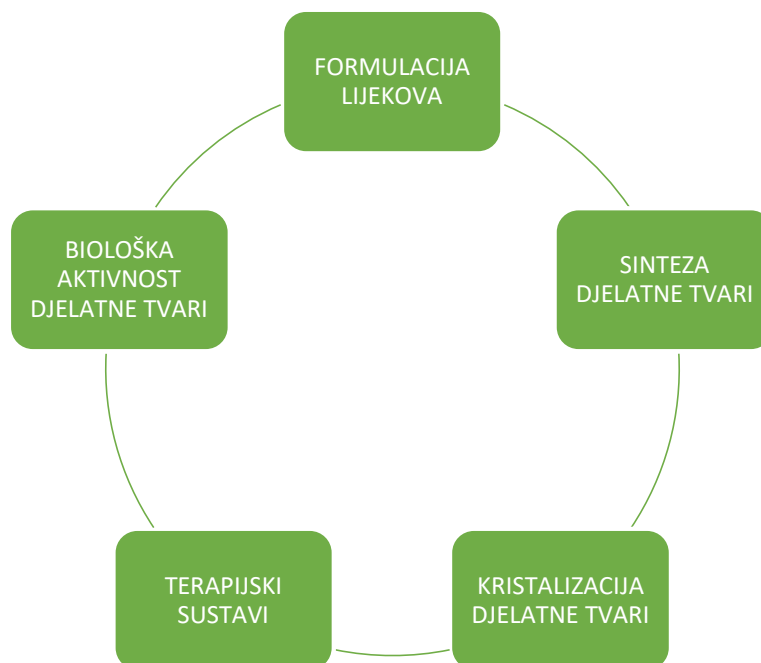 FORMULACIJA
LIJEKOVA
SINTEZA
DJELATNE TVARI
KRISTALIZACIJA
DJELATNE TVARI
TERAPIJSKI
SUSTAVI
BIOLOŠKA
AKTIVNOST
DJELATNE TVARI